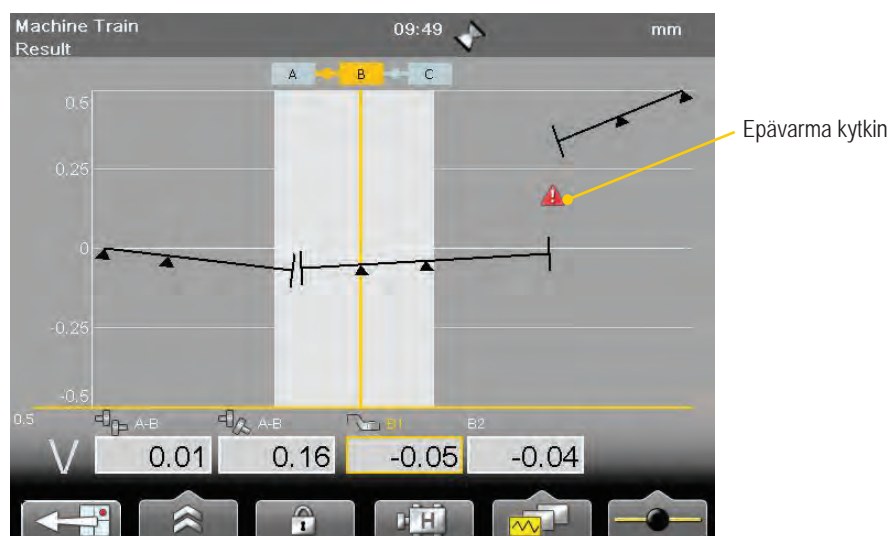 Machine Train 09:49 mm
Result
A B C
0.5
0.25
0
-0.25
-0.5
0.5 A-B A-B B1 B2
V 0.01 0.16 -0.05 -0.04
H
Epävarma kytkin